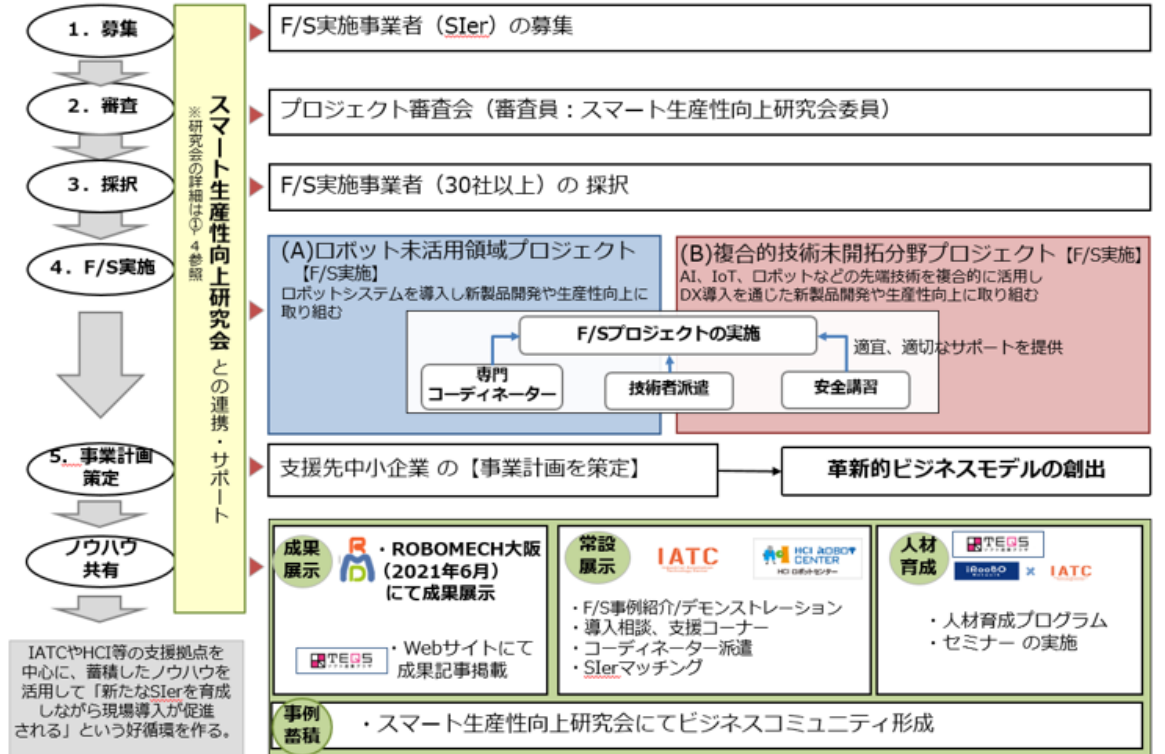 1. 募集
F/S実施事業者（SIer）の募集
2. 審査
プロジェクト審査会（審査員：スマート生産性向上研究会委員）
3. 採択
F/S実施事業者（30社以上）の 採択
4. F/S実施
スマート生産性向上研究会 との連携・サポート
※研究会の詳細は①-4参照
(A)ロボット未活用領域プロジェクト
【F/S実施】
ロボットシステムを導入し新製品開発や生産性向上に
取り組む
(B)複合的技術未開拓分野プロジェクト【F/S実施】
AI、IoT、ロボットなどの先端技術を複合的に活用し
DX導入を通じた新製品開発や生産性向上に取り組む
F/Sプロジェクトの実施
適宜、適切なサポートを提供
専門
コーディネーター
技術者派遣
安全講習
5. 事業計画
策定
支援先中小企業 の【事業計画を策定】
革新的ビジネスモデルの創出
ノウハウ
共有
成果
展示
・ROBOMECH大阪
（2021年6月）
にて成果展示
TEQS
・Webサイトにて
成果記事掲載
常設
展示
IATC
HCI ROBOT
CENTER
HCI ロボットセンター
・F/S事例紹介/デモンストレーション
・導入相談、支援コーナー
・コーディネーター派遣
・SIerマッチング
人材
育成
TEQS
iRooBO
×
IATC
・人材育成プログラム
・セミナー の実施
事例
蓄積
・スマート生産性向上研究会にてビジネスコミュニティ形成
IATCやHCI等の支援拠点を
中心に、蓄積したノウハウを
活用して「新たなSIerを育成
しながら現場導入が促進
される」という好循環を作る。